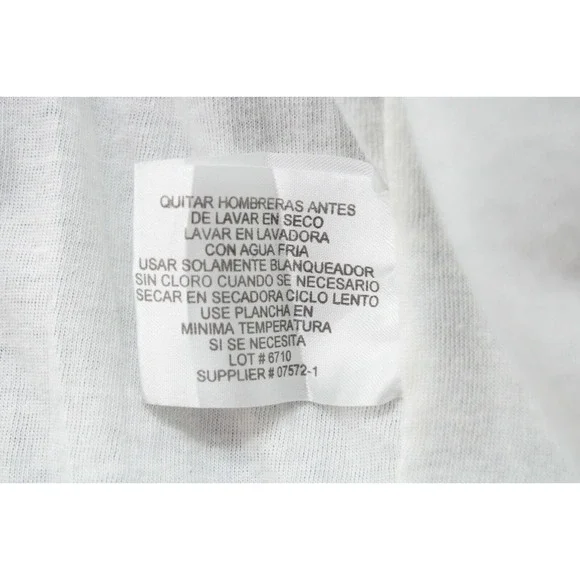 QUITAR HOMBRERAS ANTES
DE LAVAR EN SECO
LAVAR EN LAVADORA
CON AGUA FRIA
USAR SOLAMENTE BLANQUEADOR
SIN CLORO CUANDO SE NECESARIO
SECAR EN SECADORA CICLO LENTO
USE PLANCHA EN
MINIMA TEMPERATURA
SI SE NECESITA
LOT # 6710
SUPPLIER # 07572-1